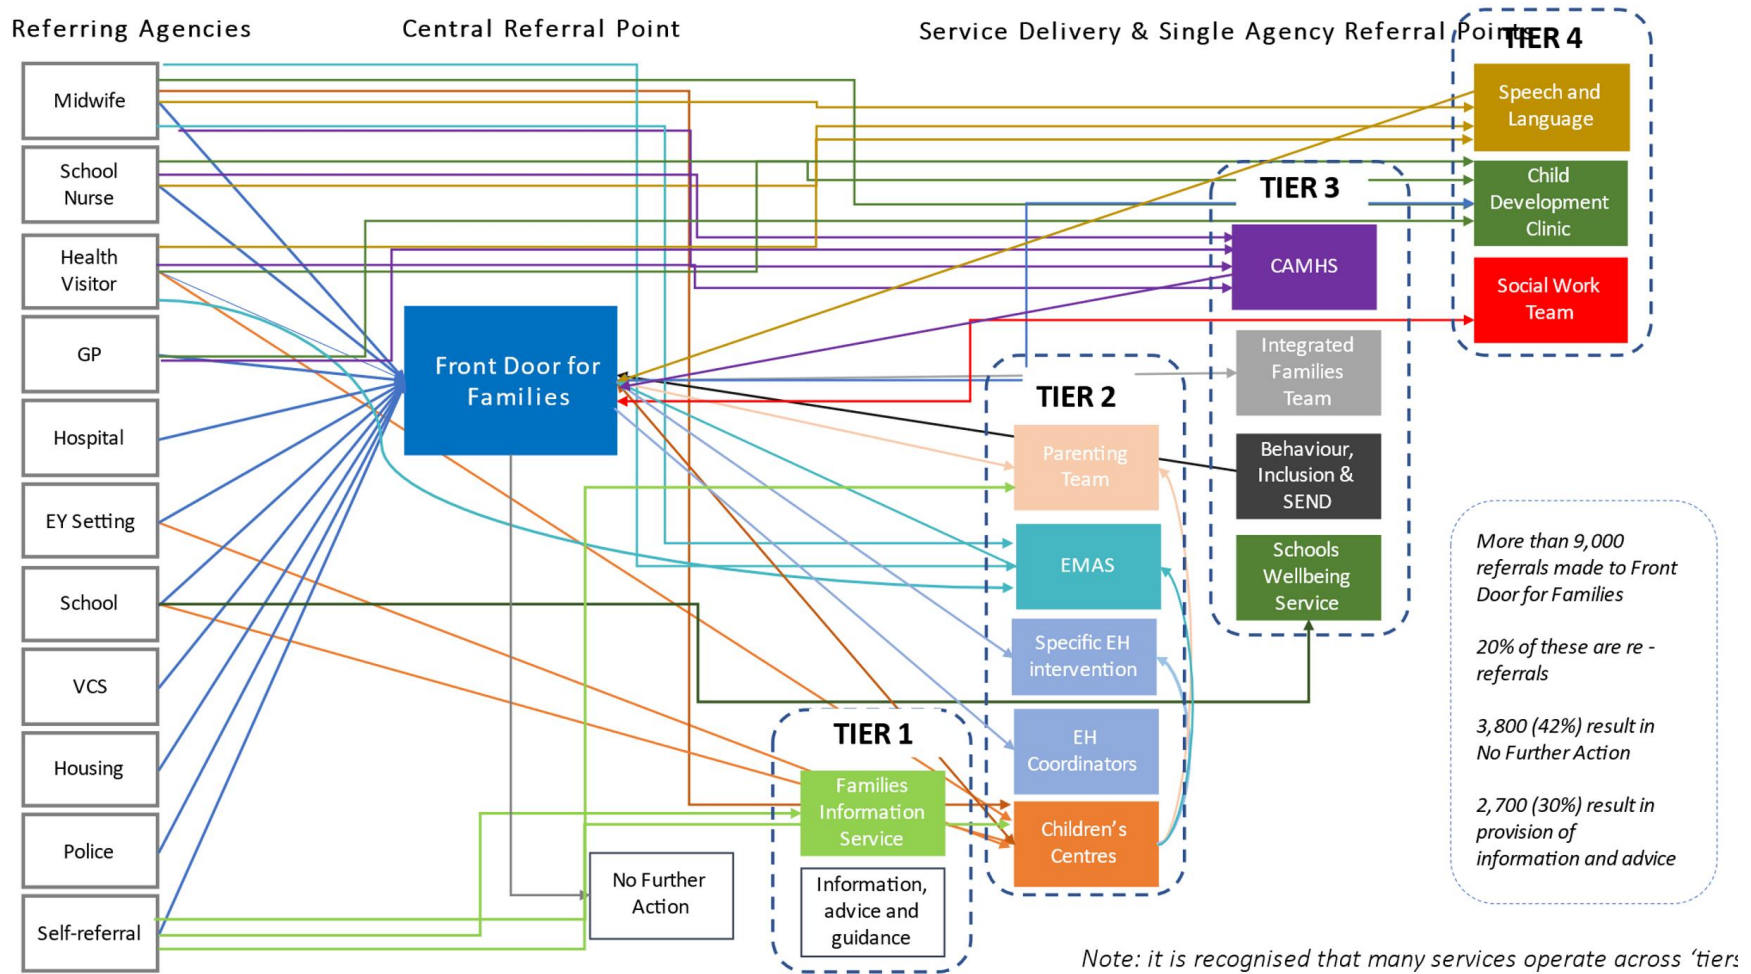 Referring Agencies
Central Referral Point
Service Delivery & Single Agency Referral Points
TIER 4
Midwife
School
Nurse
Health
Visitor
GP
Hospital
EY Setting
School
VCS
Housing
Police
Self-referral
Front Door for
Families
No Further
Action
TIER 1
Families
Information
Service
Information,
advice and
guidance
TIER 2
Parenting
Team
EMAS
Specific EH
intervention
EH
Coordinators
Children's
Centres
TIER 3
CAMHS
Integrated
Families
Team
Behaviour,
Inclusion &
SEND
Schools
Wellbeing
Service
Speech and
Language
Child
Development
Clinic
Social Work
Team
More than 9,000
referrals made to Front
Door for Families
20% of these are re -
referrals
3,800 (42%) result in
No Further Action
2,700 (30%) result in
provision of
information and advice
Note: it is recognised that many services operate across ‘tiers